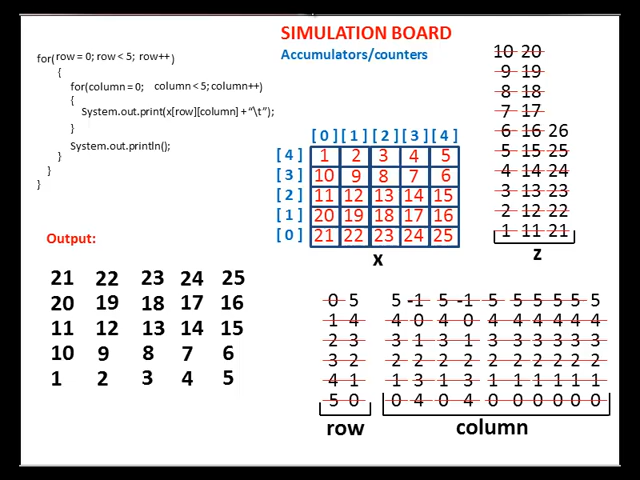 SIMULATION BOARD
Accumulators/counters
for( row = 0; row < 5; row++ )
{
for(column = 0; column < 5; column++)
{
System.out.print(x[row][column] + "\t");
}
System.out.println();
}
}
}
Output:
21 22 23 24 25
20 19 18 17 16
11 12 13 14 15
10 9 8 7 6
1 2 3 4 5
[ 0 ] [ 1 ] [ 2 ] [ 3 ] [ 4 ]
[ 4 ] 1 2 3 4 5
[ 3 ] 10 9 8 7 6
[ 2 ] 11 12 13 14 15
[ 1 ] 20 19 18 17 16
[ 0 ] 21 22 23 24 25
x
10 20
9 19
8 18
7 17
6 16 26
5 15 25
4 14 24
3 13 23
2 12 22
1 11 21
z
0 5
1 4
2 3
3 2
4 1
5 0
row
5 -1 5 -1 5 5 5 5 5 5
4 0 4 0 4 4 4 4 4 4
3 1 3 1 3 3 3 3 3 3
2 2 2 2 2 2 2 2 2 2
1 3 1 3 1 1 1 1 1 1
0 4 0 4 0 0 0 0 0 0
column